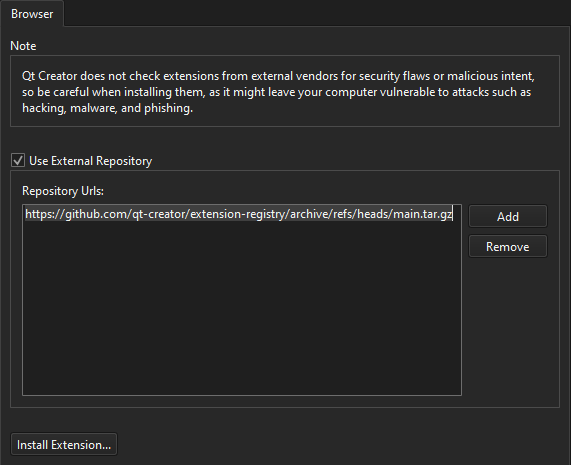 Browser
Note
Qt Creator does not check extensions from external vendors for security flaws or malicious intent,
so be careful when installing them, as it might leave your computer vulnerable to attacks such as
hacking, malware, and phishing.
Use External Repository
Repository Urls:
https://github.com/qt-creator/extension-registry/archive/refs/heads/main.tar.gz
Add
Remove
Install Extension...